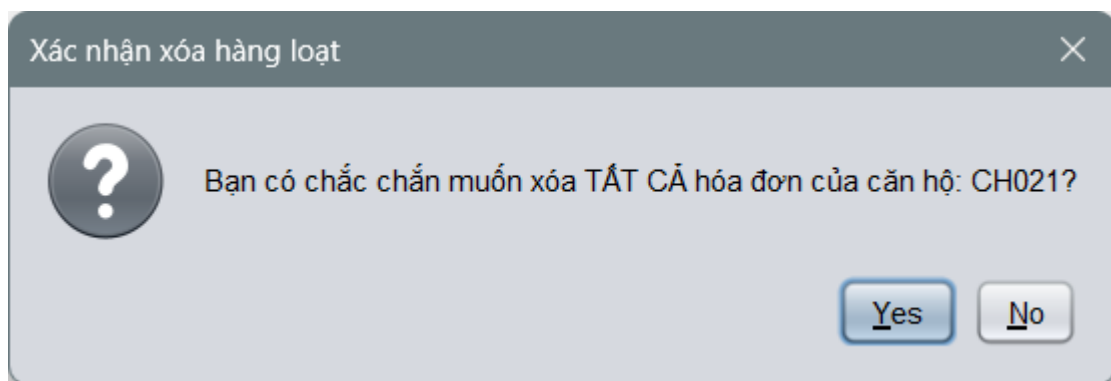 Xác nhận xóa hàng loạt
Bạn có chắc chắn muốn xóa TẤT CẢ hóa đơn của căn hộ: CH021?
Yes
No